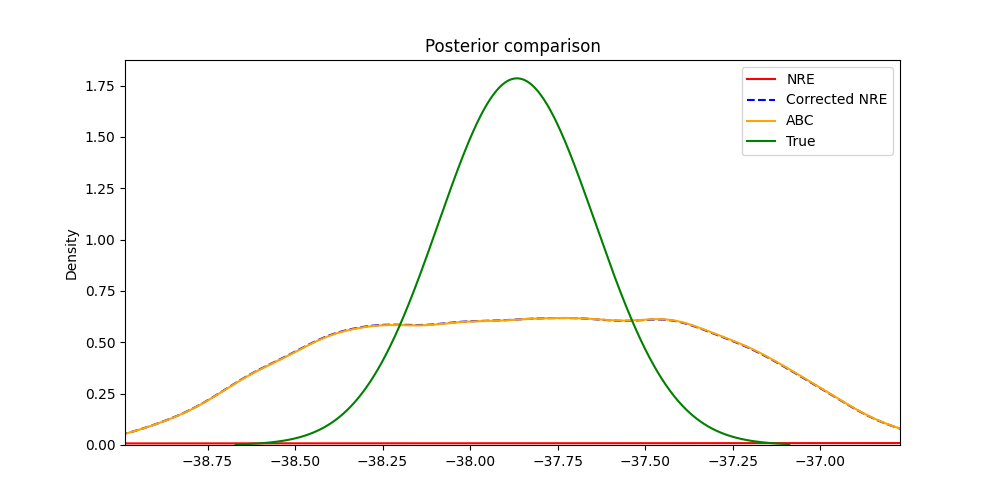 Posterior comparison
NRE
Corrected NRE
ABC
True
Density
1.75
1.50
1.25
1.00
0.75
0.50
0.25
0.00
−38.75 −38.50 −38.25 −38.00 −37.75 −37.50 −37.25 −37.00